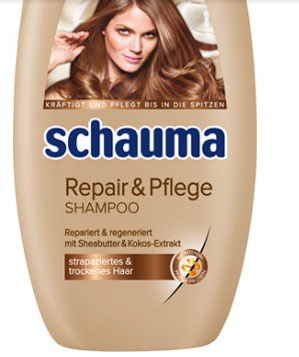 KRÄFTIGT UND PFLEGT BIS IN DIE SPITZEN
schauma
Repair & Pflege
SHAMPOO
Repariert & regeneriert
mit Sheabutter & Kokos-Extrakt
strapaziertes &
trockenes Haar